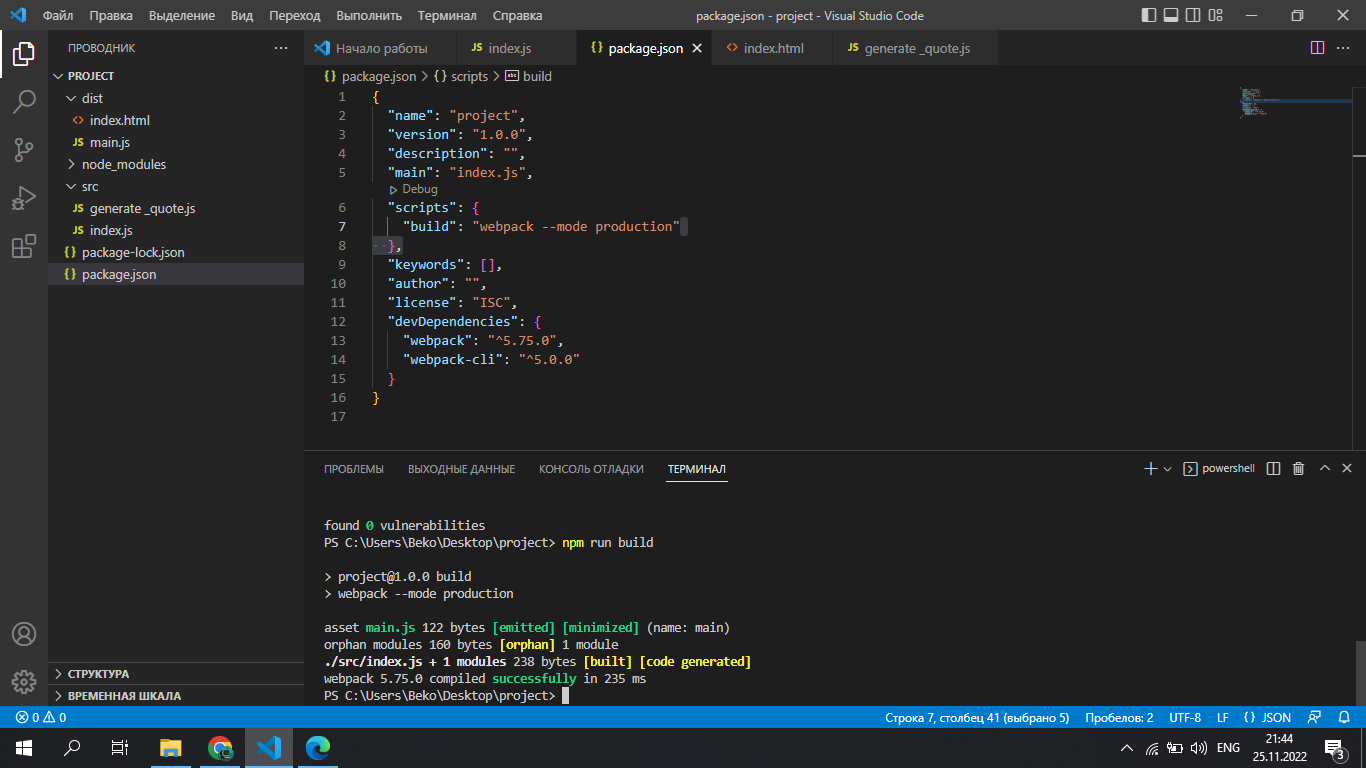 Файл Правка Выделение Вид Переход Выполнить Терминал Справка package.json - project - Visual Studio Code
ПРОВОДНИК ···
PROJECT
dist
index.html
JS main.js
node_modules
src
JS generate _quote.js
JS index.js
{} package-lock.json
{} package.json
СТРУКТУРА
ВРЕМЕННАЯ ШКАЛА
Начало работы JS index.js {} package.json <> index.html JS generate _quote.js
{} package.json > {} scripts > abc build
1 {
2 "name": "project",
3 "version": "1.0.0",
4 "description": "",
5 "main": "index.js",
Debug
6 "scripts": {
7 "build": "webpack --mode production"
8 },
9 "keywords": [],
10 "author": "",
11 "license": "ISC",
12 "devDependencies": {
13 "webpack": "^5.75.0",
14 "webpack-cli": "^5.0.0"
15 }
16 }
17
ПРОБЛЕМЫ ВЫХОДНЫЕ ДАННЫЕ КОНСОЛЬ ОТЛАДКИ ТЕРМИНАЛ powershell
found 0 vulnerabilities
PS C:\Users\Beko\Desktop\project> npm run build
> project@1.0.0 build
> webpack --mode production
asset main.js 122 bytes [emitted] [minimized] (name: main)
orphan modules 160 bytes [orphan] 1 module
./src/index.js + 1 modules 238 bytes [built] [code generated]
webpack 5.75.0 compiled successfully in 235 ms
PS C:\Users\Beko\Desktop\project>
0 0 Строка 7, столбец 41 (выбрано 5) Пробелов: 2 UTF-8 LF {} JSON
ENG 21:44
25.11.2022 3